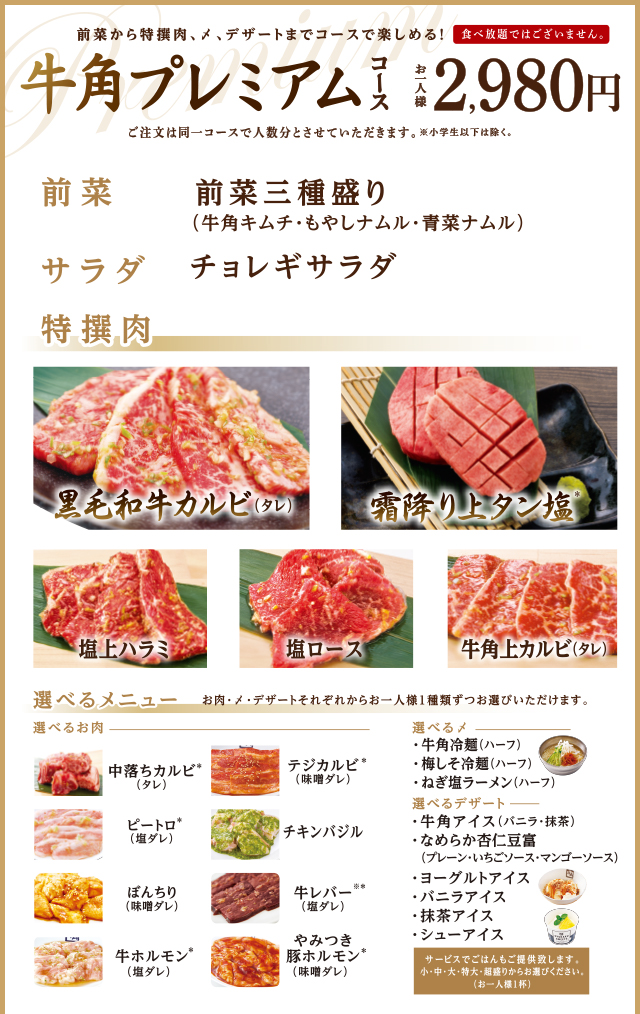 Premium
前菜から特撰肉、〆、デザートまでコースで楽しめる!
食べ放題ではございません。
牛角プレミアムコース お一人様 2,980円
ご注文は同一コースで人数分とさせていただきます。※小学生以下は除く。
前菜 前菜三種盛り
(牛角キムチ・もやしナムル・青菜ナムル)
サラダ チョレギサラダ
特撰肉
黒毛和牛カルビ(タレ)
霜降り上タン塩*
塩上ハラミ
塩ロース
牛角上カルビ(タレ)
選べるメニュー お肉・〆・デザートそれぞれからお一人様1種類ずつお選びいただけます。
選べるお肉
中落ちカルビ*
(タレ)
テジカルビ*
(味噌ダレ)
ピートロ*
(塩ダレ)
チキンバジル
ぼんちり
(味噌ダレ)
牛レバー**
(塩ダレ)
牛ホルモン*
(塩ダレ)
やみつき
豚ホルモン*
(味噌ダレ)
選べる〆
・牛角冷麺(ハーフ)
・梅しそ冷麺(ハーフ)
・ねぎ塩ラーメン(ハーフ)
選べるデザート
・牛角アイス(バニラ・抹茶)
・なめらか杏仁豆富
(プレーン・いちごソース・マンゴーソース)
・ヨーグルトアイス
・バニラアイス
・抹茶アイス
・シューアイス
サービスでごはんもご提供致します。
小・中・大・特大・超盛りからお選びください。
(お一人様1杯)